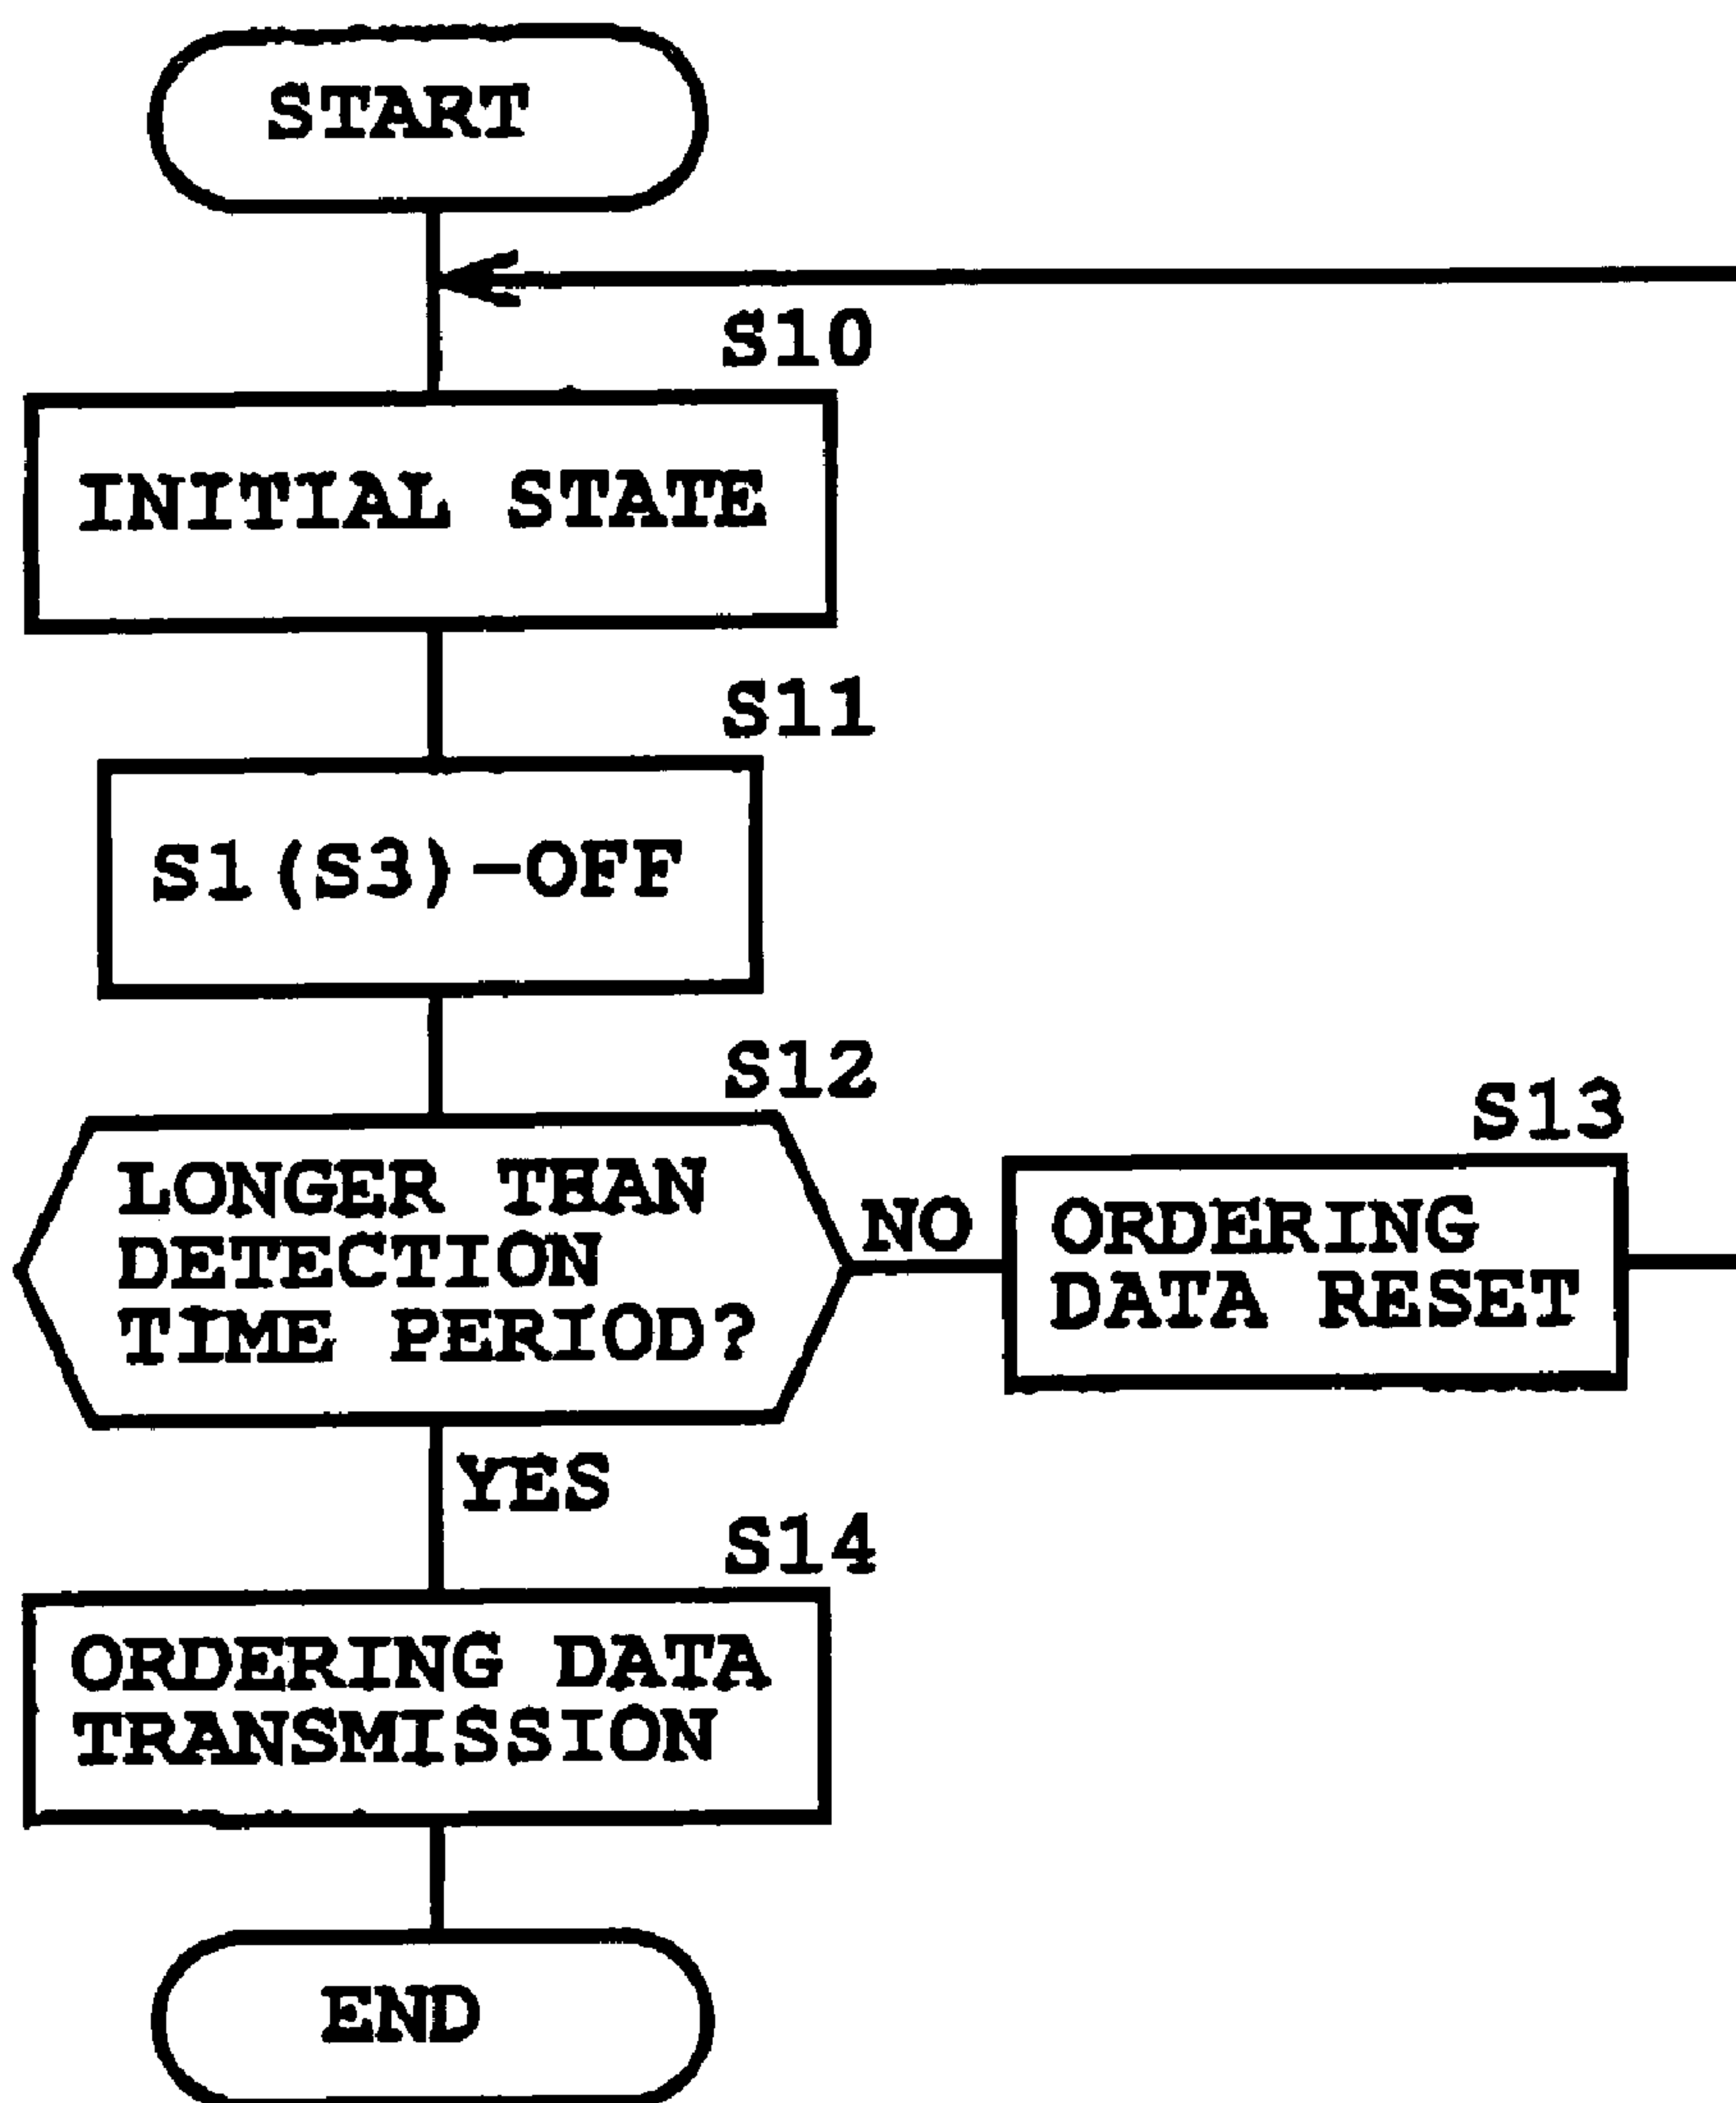 START
S10
INITIAL STATE
S11
S1(S3)-OFF
S12
LONGER THAN
DETECTION
TIME PERIOD?
NO
S13
ORDERING
DATA RESET
YES
S14
ORDERING DATA
TRANSMISSION
END